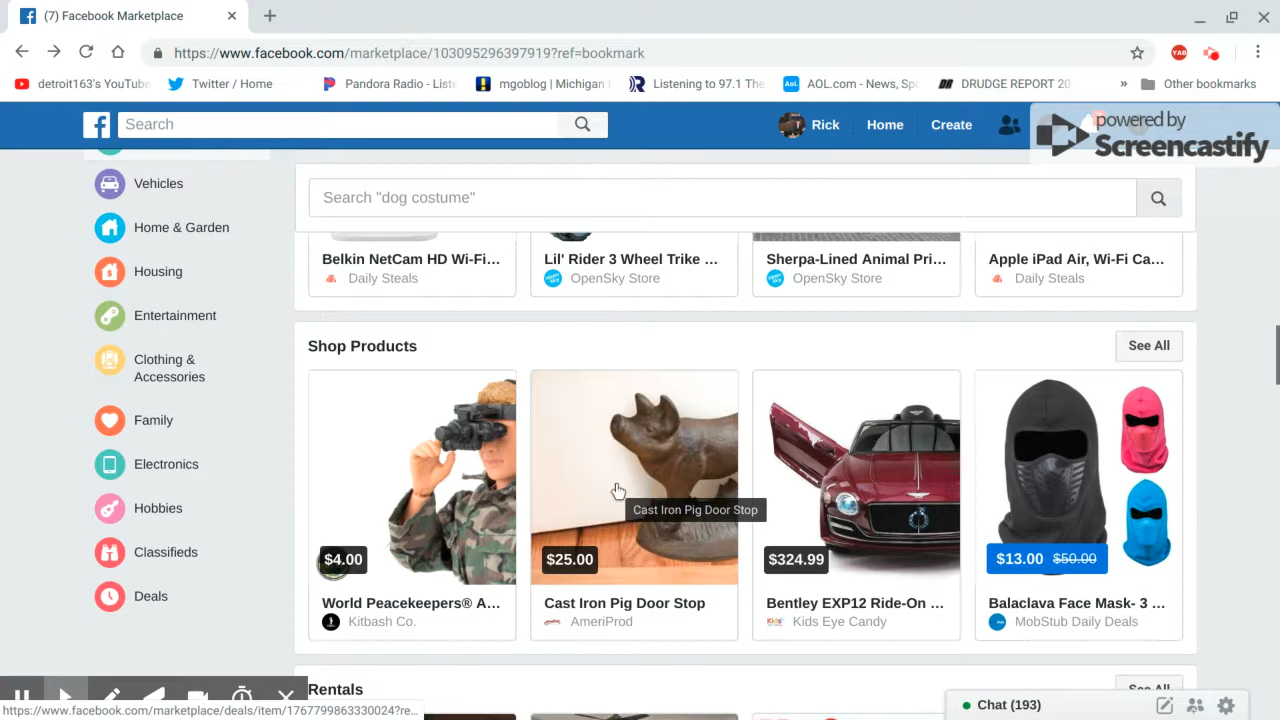 (7) Facebook Marketplace
https://www.facebook.com/marketplace/103095296397919?ref=bookmark
YAB
detroit163's YouTube
Twitter / Home
Pandora Radio - Liste
mgoblog | Michigan
Listening to 97.1 The
Aol.
AOL.com - News, Spo
DRUDGE REPORT 20
»
Other bookmarks
Search
Rick
Home
Create
powered by
Screencastify
Search "dog costume"
Vehicles
Home & Garden
Housing
Entertainment
Clothing &
Accessories
Family
Electronics
Hobbies
Classifieds
Deals
Belkin NetCam HD Wi-Fi...
Daily Steals
Lil' Rider 3 Wheel Trike ...
OpenSky Store
Sherpa-Lined Animal Pri...
OpenSky Store
Apple iPad Air, Wi-Fi Ca...
Daily Steals
Shop Products
See All
$4.00
World Peacekeepers® A...
Kitbash Co.
Cast Iron Pig Door Stop
$25.00
Cast Iron Pig Door Stop
AmeriProd
$324.99
Bentley EXP12 Ride-On ...
Kids Eye Candy
$13.00 $50.00
Balaclava Face Mask- 3 ...
MobStub Daily Deals
Rentals
See All
https://www.facebook.com/marketplace/deals/item/1767799863330024?re...
Chat (193)